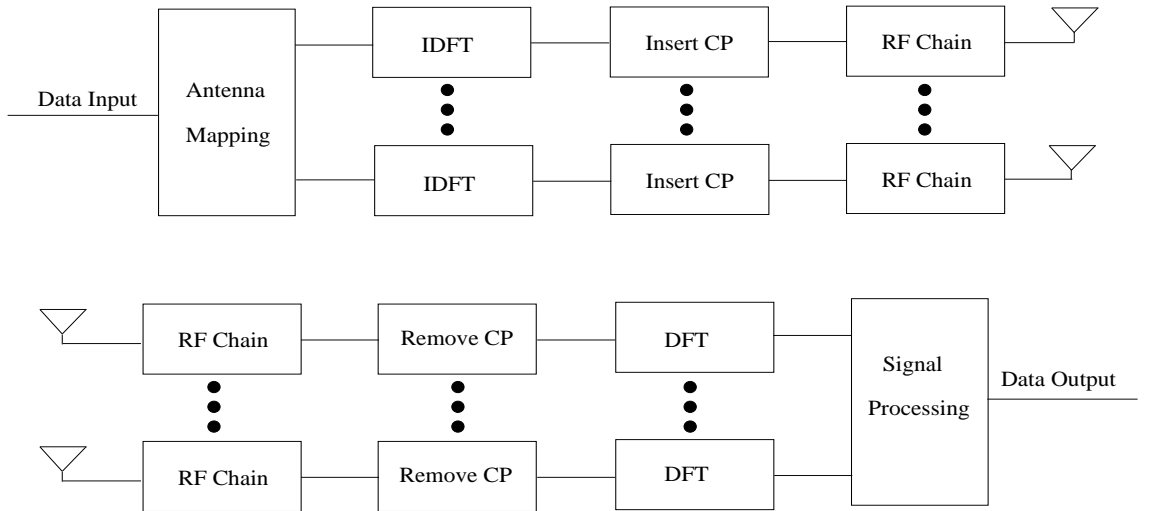 Data Input
Antenna
Mapping
IDFT
Insert CP
RF Chain
IDFT
Insert CP
RF Chain
RF Chain
Remove CP
DFT
RF Chain
Remove CP
DFT
Signal
Processing
Data Output